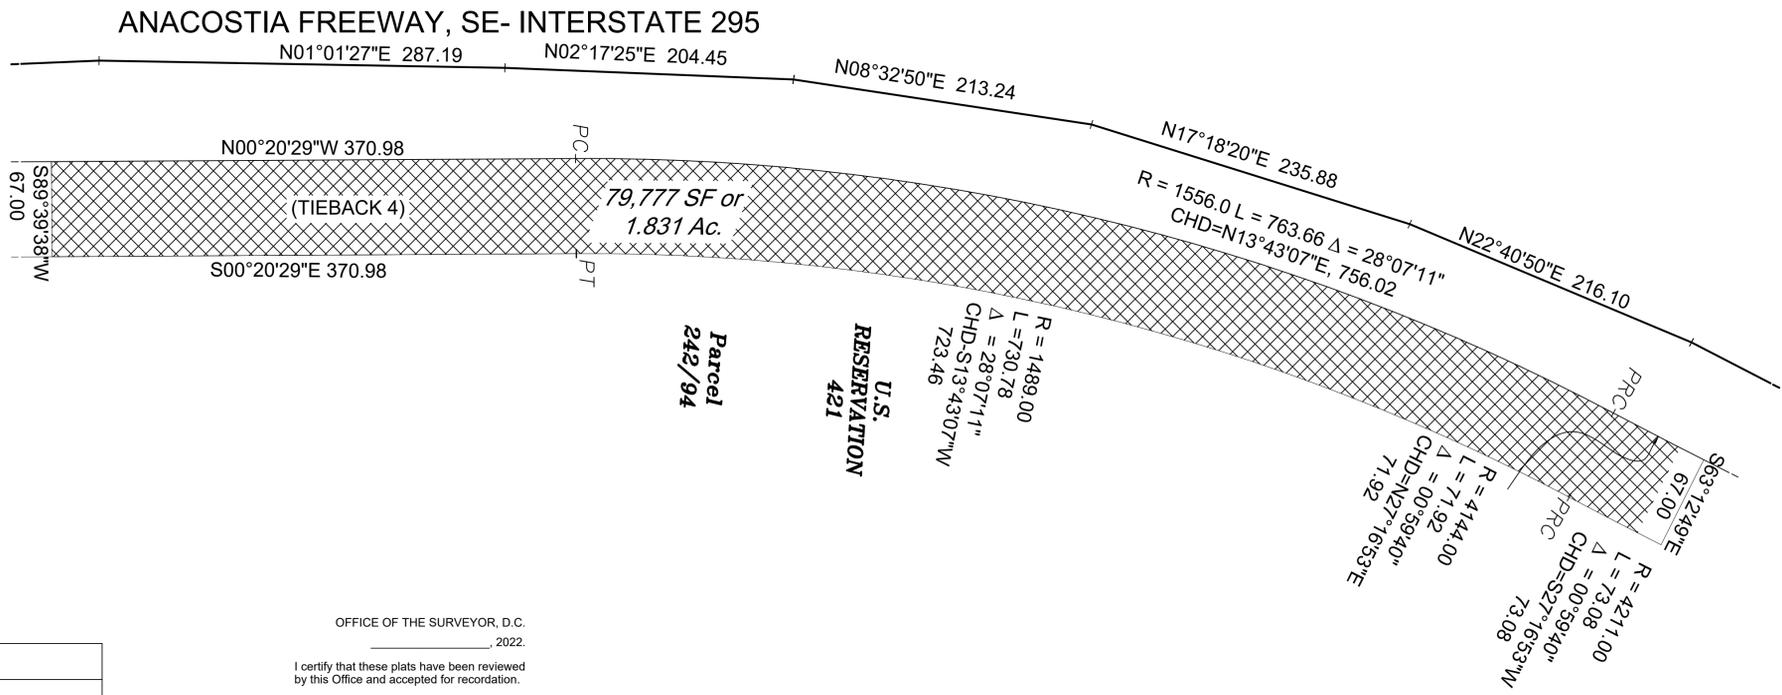 ANACOSTIA FREEWAY, SE- INTERSTATE 295
N01°01'27"E 287.19
N02°17'25"E 204.45
N08°32'50"E 213.24
N17°18'20"E 235.88
N22°40'50"E 216.10
N00°20'29"W 370.98
PC
S89°39'38"W
67.00
(TIEBACK 4)
79,777 SF or
1.831 Ac.
R = 1556.0 L = 763.66 Δ = 28°07'11"
CHD=N13°43'07"E, 756.02
S00°20'29"E 370.98
PT
Parcel
242/94
U.S.
RESERVATION
421
R = 1489.00
L =730.78
Δ = 28°07'11"
CHD-S13°43'07"W
723.46
PRC
R = 4144.00
L = 71.92
Δ = 00°59'40"
CHD=N27°16'53"E
71.92
PRC
S63°12'49"E
67.00
R = 4211.00
L = 73.08
Δ = 00°59'40"
CHD=S27°16'53"W
73.08
OFFICE OF THE SURVEYOR, D.C.
____________________, 2022.
I certify that these plats have been reviewed
by this Office and accepted for recordation.